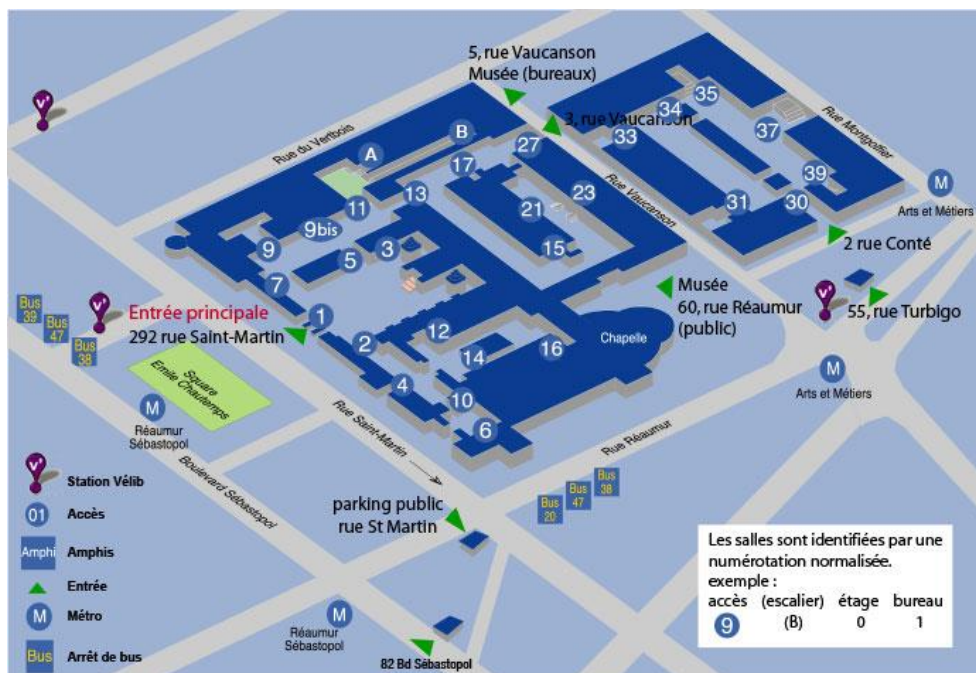 5, rue Vaucanson
Musée (bureaux)
3, rue Vaucanson
Rue du Vertbois
Rue Montgolfier
Rue Vaucanson
A
B
35
34
37
33
27
17
13
11
23
39
21
31
30
9bis
9
3
5
15
7
M
Arts et Métiers
2 rue Conté
Musée
60, rue Réaumur
(public)
55, rue Turbigo
Bus
39
Bus
47
Bus
38
Entrée principale
292 rue Saint-Martin
1
2
12
14
16
Chapelle
4
10
6
Square
Emile Chautemps
M
Réaumur
Sébastopol
M
Arts et Métiers
Rue Saint-Martin
Rue Réaumur
Boulevard Sébastopol
Bus
20
Bus
47
Bus
38
parking public
rue St Martin
M
Réaumur
Sébastopol
82 Bd Sébastopol
V'
V'
V'
V' Station Vélib
01 Accès
Amphi Amphis
Entrée
M Métro
Bus Arrêt de bus
Les salles sont identifiées par une
numérotation normalisée.
exemple :
accès (escalier) étage bureau
9 (B) 0 1